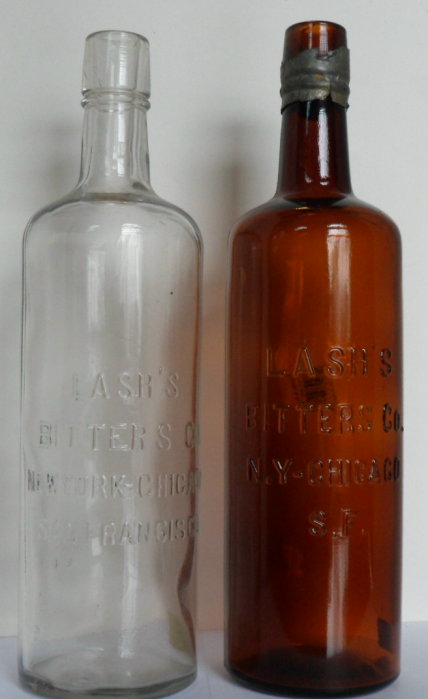 LASH'S
BITTERS CO
NEW YORK-CHICAGO
SAN FRANCISCO
LASH'S
BITTERS Co.
N.Y-CHICAGO
S.F.